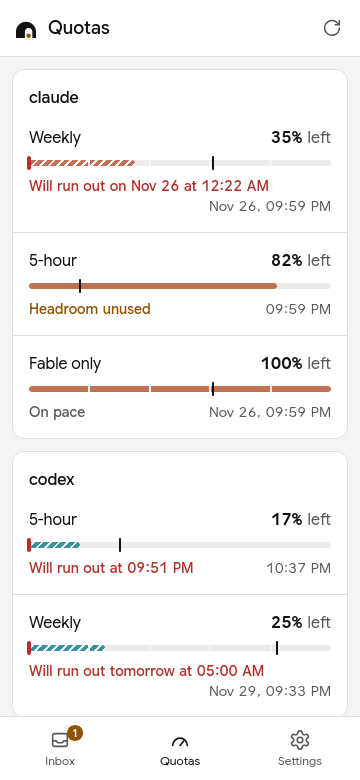 Quotas
claude
Weekly
35% left
Will run out on Nov 26 at 12:22 AM
Nov 26, 09:59 PM
5-hour
82% left
Headroom unused
09:59 PM
Fable only
100% left
On pace
Nov 26, 09:59 PM
codex
5-hour
17% left
Will run out at 09:51 PM
10:37 PM
Weekly
25% left
Will run out tomorrow at 05:00 AM
Nov 29, 09:33 PM
1
Inbox
Quotas
Settings